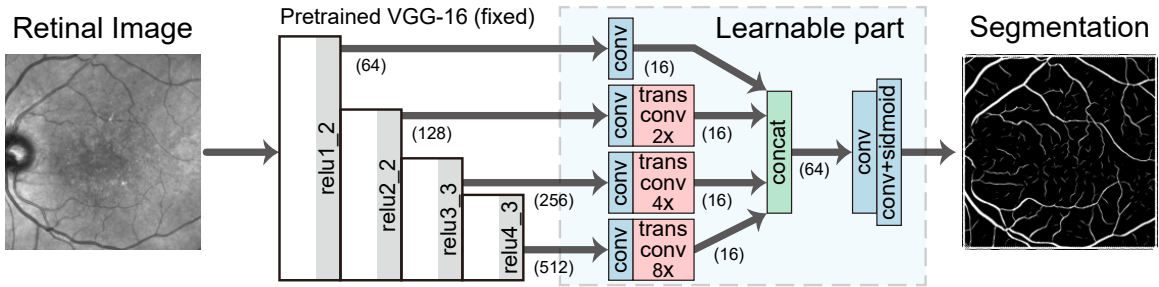 Retinal Image
Pretrained VGG-16 (fixed)
Learnable part
Segmentation
relu1_2
relu2_2
relu3_3
relu4_3
(64)
(128)
(256)
(512)
conv
(16)
conv
trans
conv
2x
(16)
conv
trans
conv
4x
(16)
conv
trans
conv
8x
(16)
concat
(64)
conv
conv+sidmoid